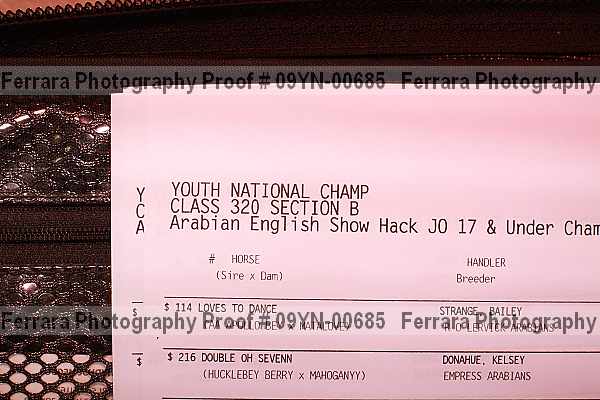 Ferrara Photography Proof # 09YN-00685 Ferrara Photography
Y YOUTH NATIONAL CHAMP
C CLASS 320 SECTION B
A Arabian English Show Hack JO 17 & Under Cham
# HORSE HANDLER
(Sire x Dam) Breeder
$ $ 114 LOVES TO DANCE STRANGE, BAILEY
Ferrara Photography Proof # 09YN-00685 Ferrara Photography
x NATALOVEY ARABIANS
$ $ 216 DOUBLE OH SEVENN DONAHUE, KELSEY
(HUCKLEBEY BERRY x MAHOGANYY) EMPRESS ARABIANS